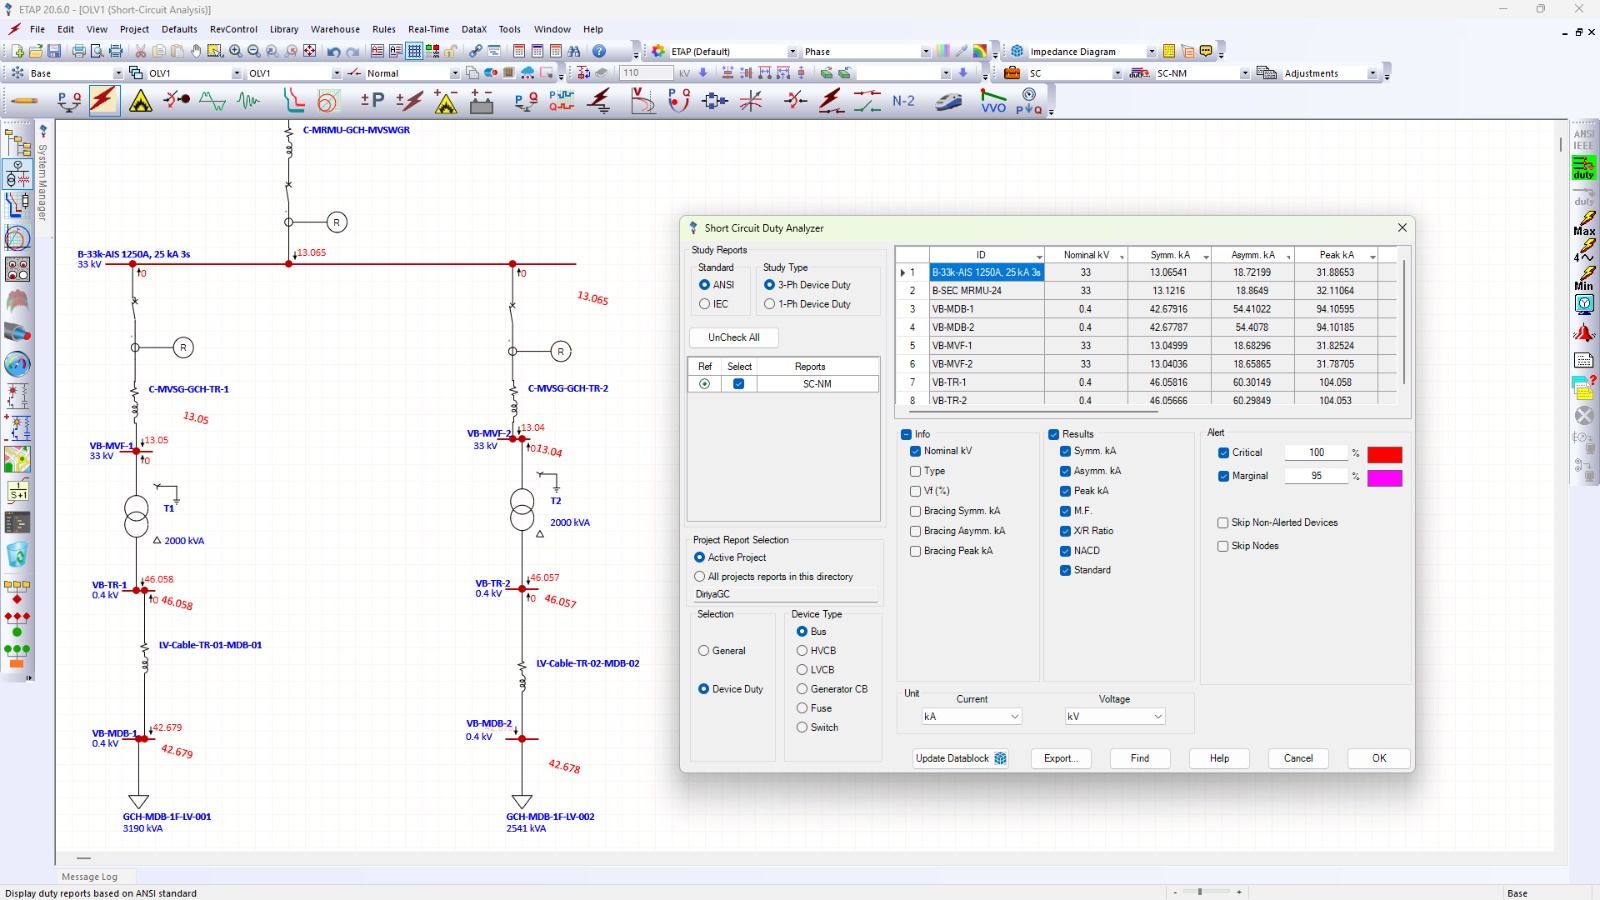 ETAP 20.6.0 - [OLV1 (Short-Circuit Analysis)]
File Edit View Project Defaults RevControl Library Warehouse Rules Real-Time DataX Tools Window Help
ETAP (Default) Phase Impedance Diagram
Base OLV1 OLV1 Normal 110 kV SC SC-NM Adjustments
N-2 VVO
System Manager
C-MRMU-GCH-MVSWGR
R
B-33k-AIS 1250A, 25 kA 3s
33 kV
13.065
0
0
13.065
R
R
C-MVSG-GCH-TR-1
C-MVSG-GCH-TR-2
13.05
VB-MVF-1
33 kV
13.05
0
VB-MVF-2
33 kV
13.04
0
13.04
T1
2000 kVA
T2
2000 kVA
VB-TR-1
0.4 kV
46.058
0
46.058
VB-TR-2
0.4 kV
46.057
0
46.057
LV-Cable-TR-01-MDB-01
LV-Cable-TR-02-MDB-02
VB-MDB-1
0.4 kV
42.679
42.679
VB-MDB-2
0.4 kV
42.678
GCH-MDB-1F-LV-001
3190 kVA
GCH-MDB-1F-LV-002
2541 kVA
Short Circuit Duty Analyzer
Study Reports
Standard
ANSI
IEC
Study Type
3-Ph Device Duty
1-Ph Device Duty
UnCheck All
Ref Select Reports
SC-NM
Project Report Selection
Active Project
All projects reports in this directory
DiriyaGC
Selection
General
Device Duty
Device Type
Bus
HVCB
LVCB
Generator CB
Fuse
Switch
ID Nominal kV Symm. kA Asymm. kA Peak kA
1 B-33k-AIS 1250A, 25 kA 3s 33 13.06541 18.72199 31.88653
2 B-SEC MRMU-24 33 13.1216 18.8649 32.11064
3 VB-MDB-1 0.4 42.67916 54.41022 94.10595
4 VB-MDB-2 0.4 42.67787 54.4078 94.10185
5 VB-MVF-1 33 13.04999 18.68296 31.82524
6 VB-MVF-2 33 13.04036 18.65865 31.78705
7 VB-TR-1 0.4 46.05816 60.30149 104.058
8 VB-TR-2 0.4 46.05666 60.29849 104.053
Info
Nominal kV
Type
Vf (%)
Bracing Symm. kA
Bracing Asymm. kA
Bracing Peak kA
Results
Symm. kA
Asymm. kA
Peak kA
M.F.
X/R Ratio
NACD
Standard
Alert
Critical 100 %
Marginal 95 %
Skip Non-Alerted Devices
Skip Nodes
Unit
Current
kA
Voltage
kV
Update Datablock
Export...
Find
Help
Cancel
OK
ANSI
IEEE
duty
duty
Max
4
Min
Message Log
Display duty reports based on ANSI standard
Base